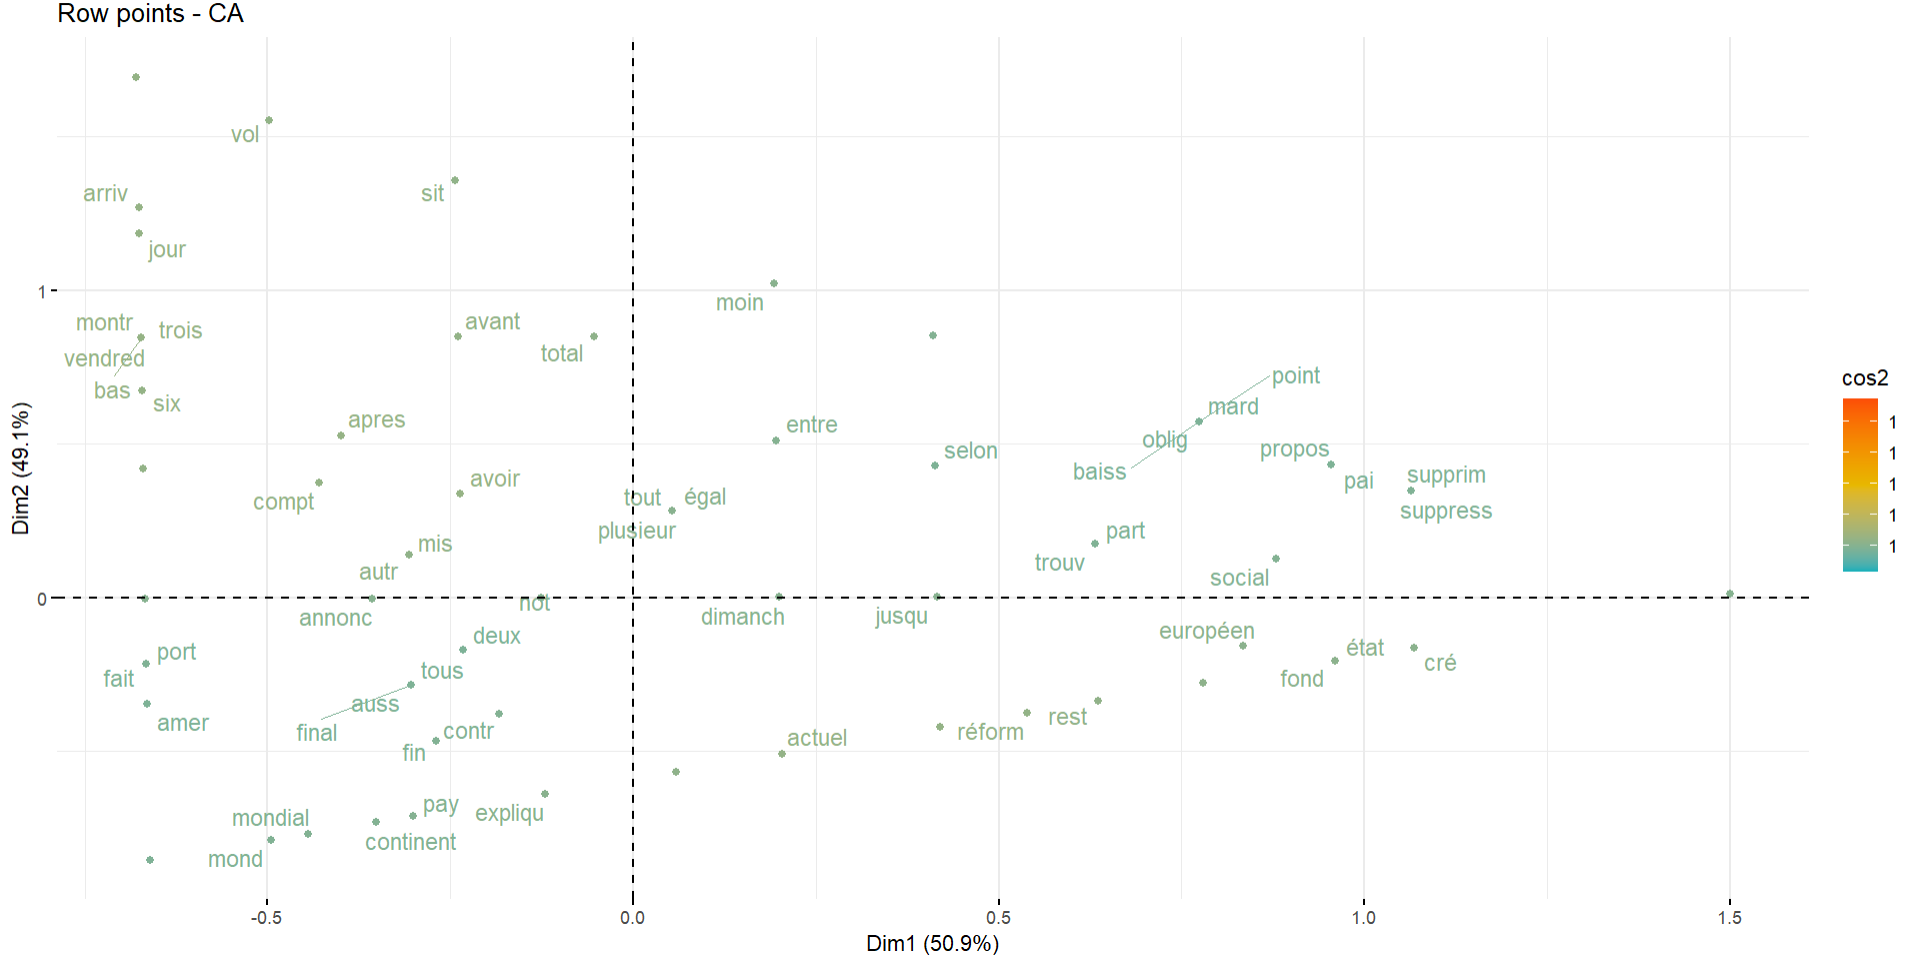 Row points - CA
vol
arriv
sit
jour
1
moin
montr
trois
avant
vendred
total
point
cos2
bas
six
mard
apres
entre
oblig
1
selon
propos
1
baiss
avoir
pai
supprim
1
compt
tout
égal
suppress
1
plusieur
part
1
mis
trouv
autr
social
0
not
annonc
dimanch
jusqu
deux
européen
port
état
fait
tous
cré
fond
amer
auss
final
contr
rest
fin
réform
actuel
mondial
pay
expliqu
continent
mond
Dim2 (49.1%)
-0.5
0.0
0.5
1.0
1.5
Dim1 (50.9%)